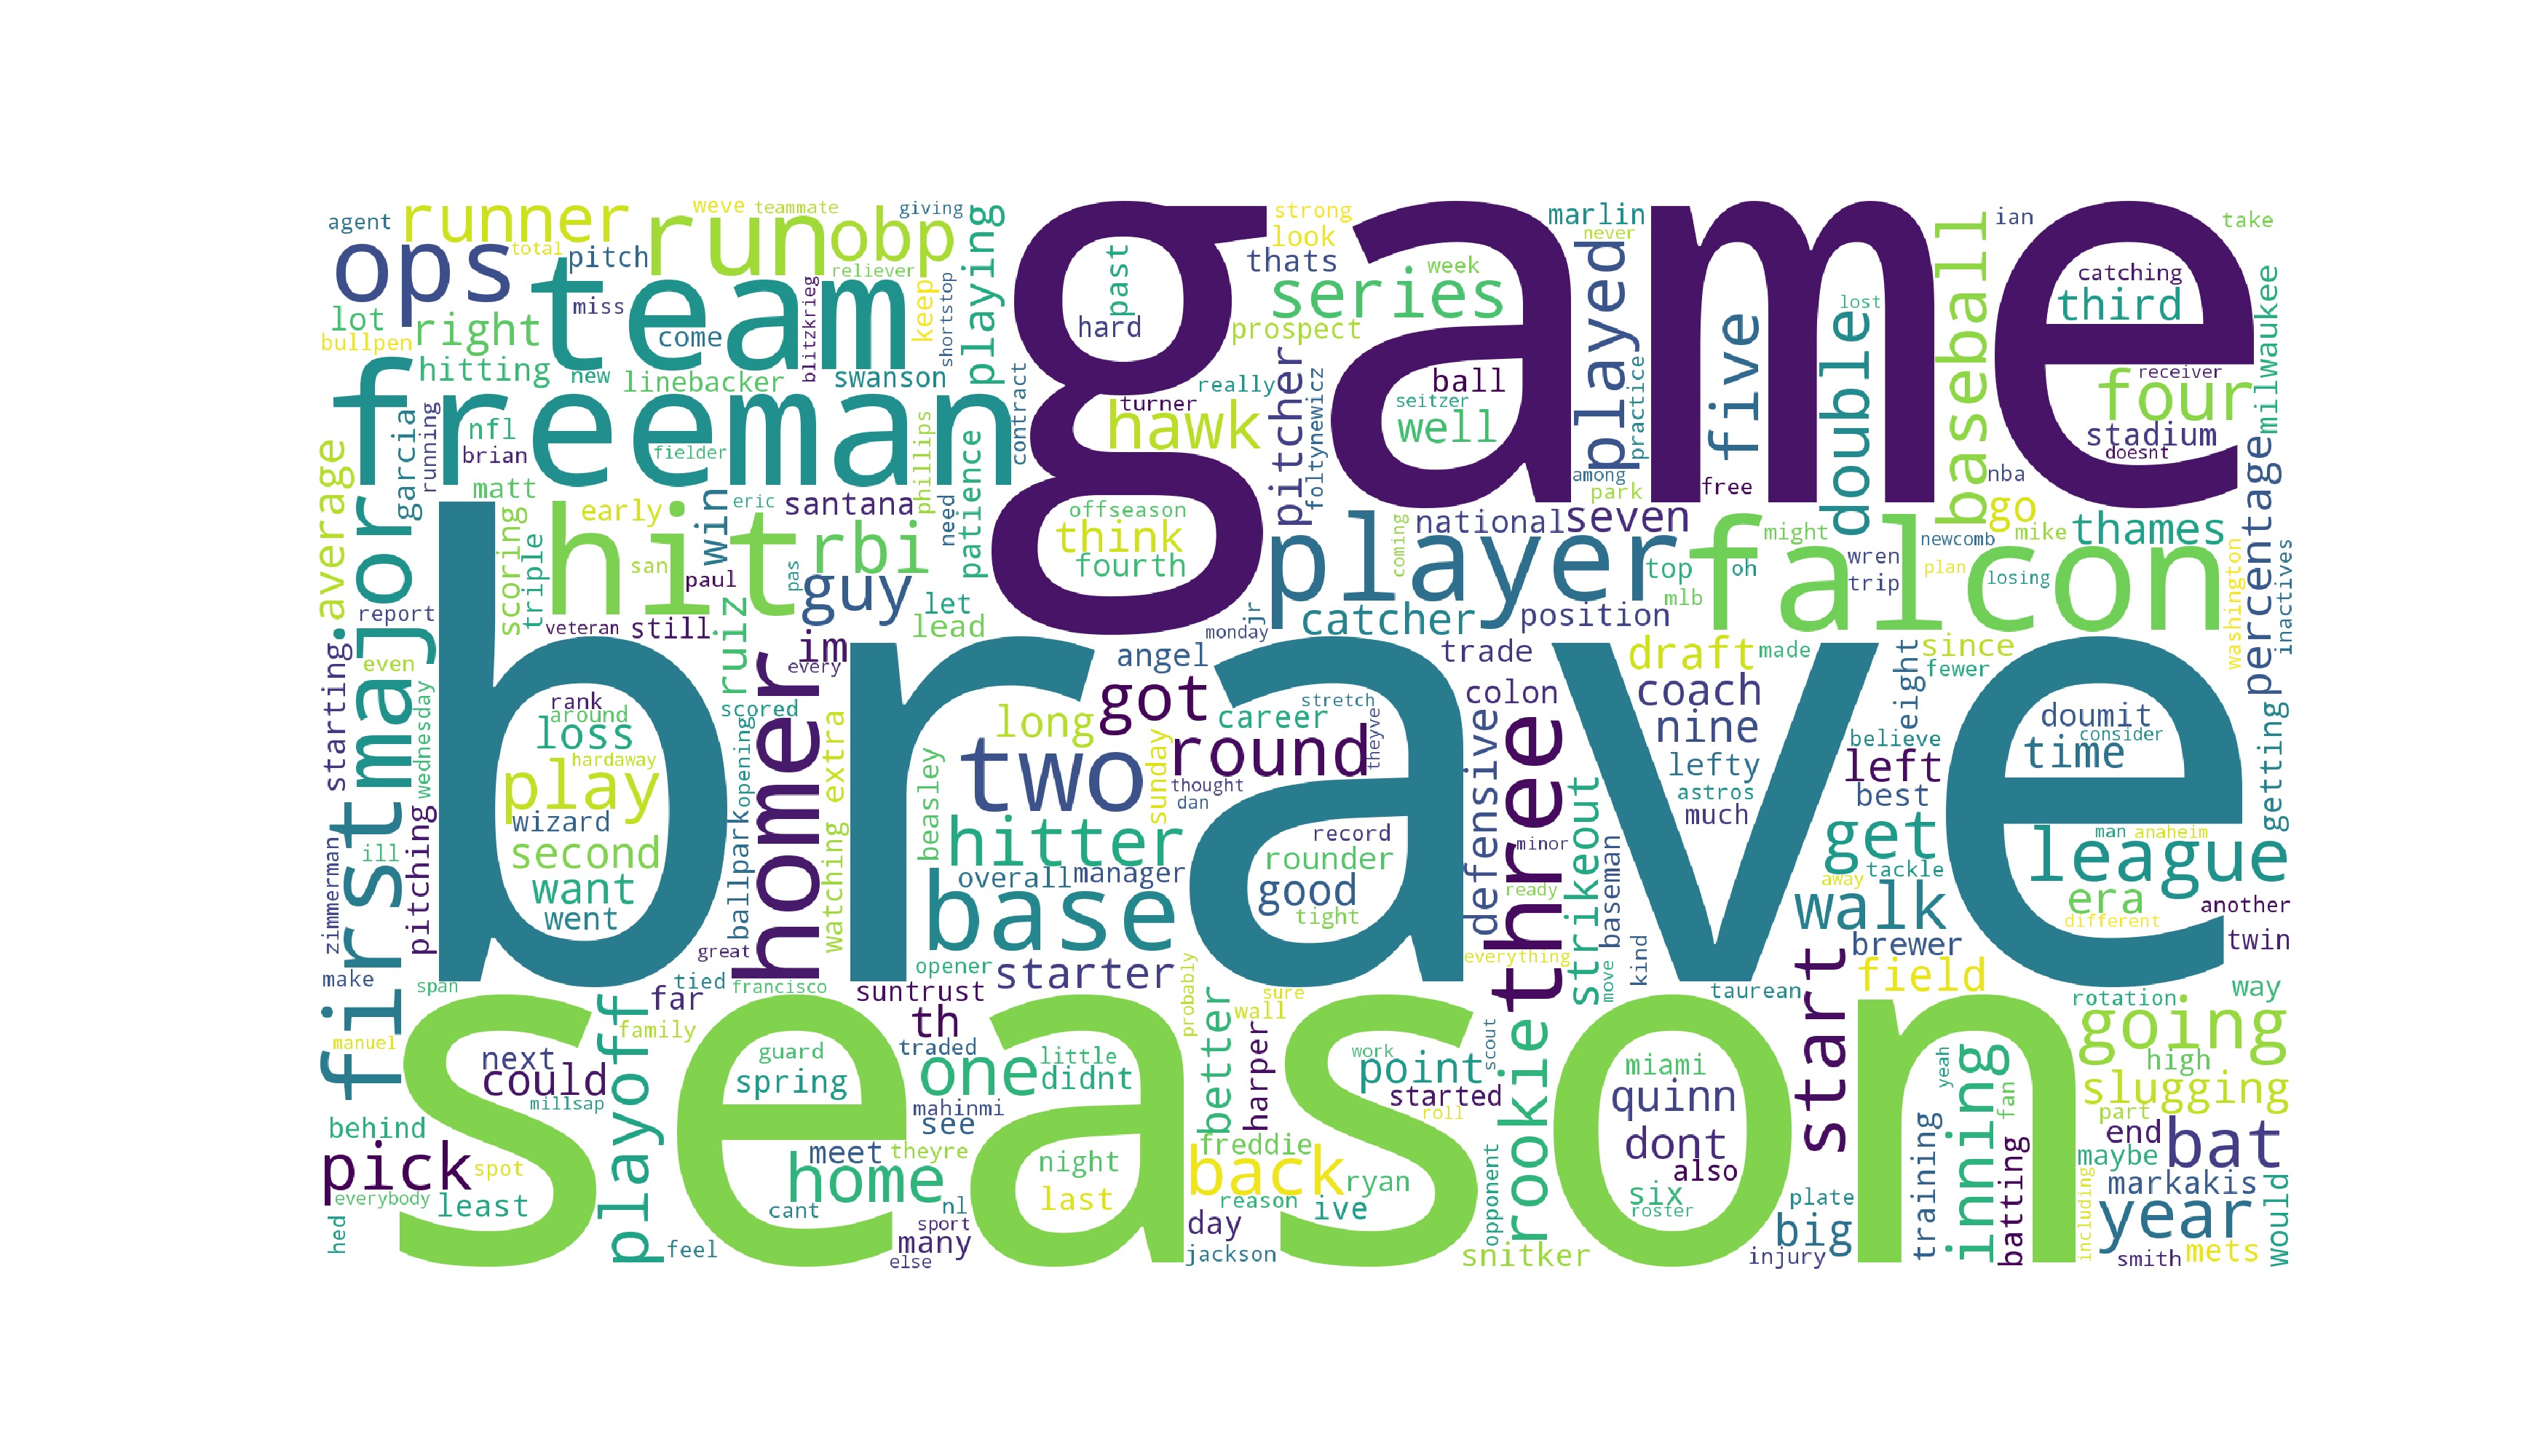 game
brave
season
freeman
team
hit
falcon
player
first
major
homer
three
base
run
ops
obp
runner
agent
total
pitch
weve
teammate
giving
reliever
playing
lot
right
miss
come
keep
shortstop
blitzkrieg
bullpen
hitting
new
linebacker
swanson
contract
nfl
brian
running
garcia
average
matt
fielder
phillips
patience
early
eric
santana
need
win
rbi
scoring
triple
san
paul
pas
guy
report
veteran
still
ruiz
let
lead
im
every
starting
even
wednesday
scored
past
hard
strong
look
thats
series
week
prospect
marlin
never
played
ian
take
catching
third
baseball
lost
double
five
milwaukee
receiver
four
stadium
doesnt
really
ball
turner
hawk
pitcher
seitzer
well
foltynewicz
practice
among
park
free
nba
percentage
offseason
think
fourth
national
seven
coming
might
go
mike
thames
newcomb
wren
top
oh
trip
plan
losing
mlb
washington
inactives
jr
monday
catcher
position
angel
trade
draft
made
since
fewer
rank
around
loss
hardaway
play
wizard
second
want
went
opening
ballpark
watching
extra
beasley
long
got
career
stretch
theyve
two
sunday
round
thought
dan
hitter
record
rounder
overall
manager
good
tight
opener
starter
colon
coach
nine
eight
defensive
lefty
astros
much
believe
left
best
doumit
consider
time
getting
minor
ready
strikeout
baseman
everything
move
kind
get
tackle
away
walk
brewer
field
league
man
anaheim
era
different
another
twin
zimmerman
ill
pitching
make
span
great
tied
francisco
far
suntrust
family
manuel
next
could
millsap
playoff
th
traded
guard
spring
one
little
didnt
mahinmi
see
probably
sure
wall
better
harper
work
scout
point
started
roll
rookie
taurean
start
miami
quinn
dont
also
six
roster
yeah
fan
inning
training
rotation
way
going
high
slugging
part
end
maybe
bat
behind
pick
spot
everybody
least
hed
meet
theyre
home
night
last
cant
nl
sport
many
else
feel
freddie
back
reason
ive
ryan
day
jackson
opponent
snitker
plate
big
injury
batting
including
markakis
year
smith
mets
would